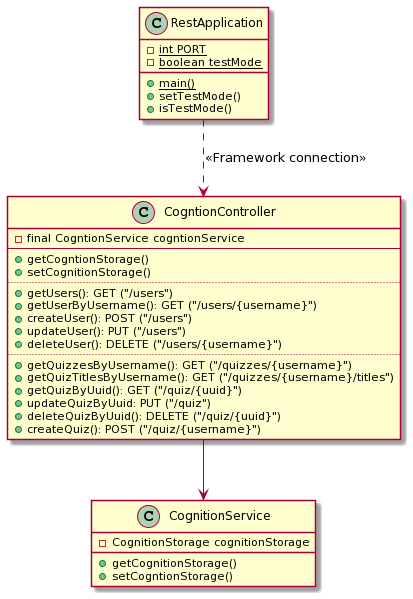 C RestApplication
int PORT
boolean testMode
main()
setTestMode()
isTestMode()
«Framework connection»
C CogntionController
final CogntionService cogntionService
getCogntionStorage()
setCognitionStorage()
getUsers(): GET ("/users")
getUserByUsername(): GET ("/users/{username}")
createUser(): POST ("/users")
updateUser(): PUT ("/users")
deleteUser(): DELETE ("/users/{username}")
getQuizzesByUsername(): GET ("/quizzes/{username}")
getQuizTitlesByUsername(): GET ("/quizzes/{username}/titles")
getQuizByUuid(): GET ("/quiz/{uuid}")
updateQuizByUuid: PUT ("/quiz")
deleteQuizByUuid(): DELETE ("/quiz/{uuid}")
createQuiz(): POST ("/quiz/{username}")
C CognitionService
CognitionStorage cognitionStorage
getCognitionStorage()
setCogntionStorage()